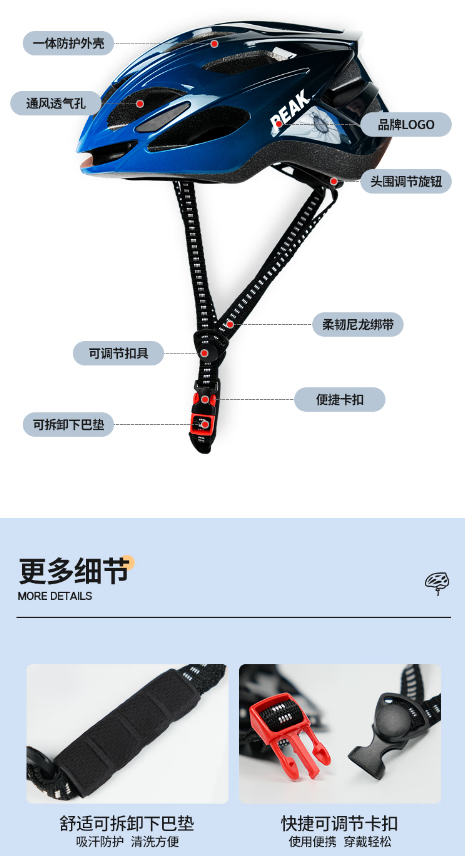 一体防护外壳
通风透气孔
PEAK
品牌LOGO
头围调节旋钮
柔韧尼龙绑带
可调节扣具
便捷卡扣
可拆卸下巴垫
更多细节
MORE DETAILS
舒适可拆卸下巴垫
吸汗防护 清洗方便
快捷可调节卡扣
使用便携 穿戴轻松